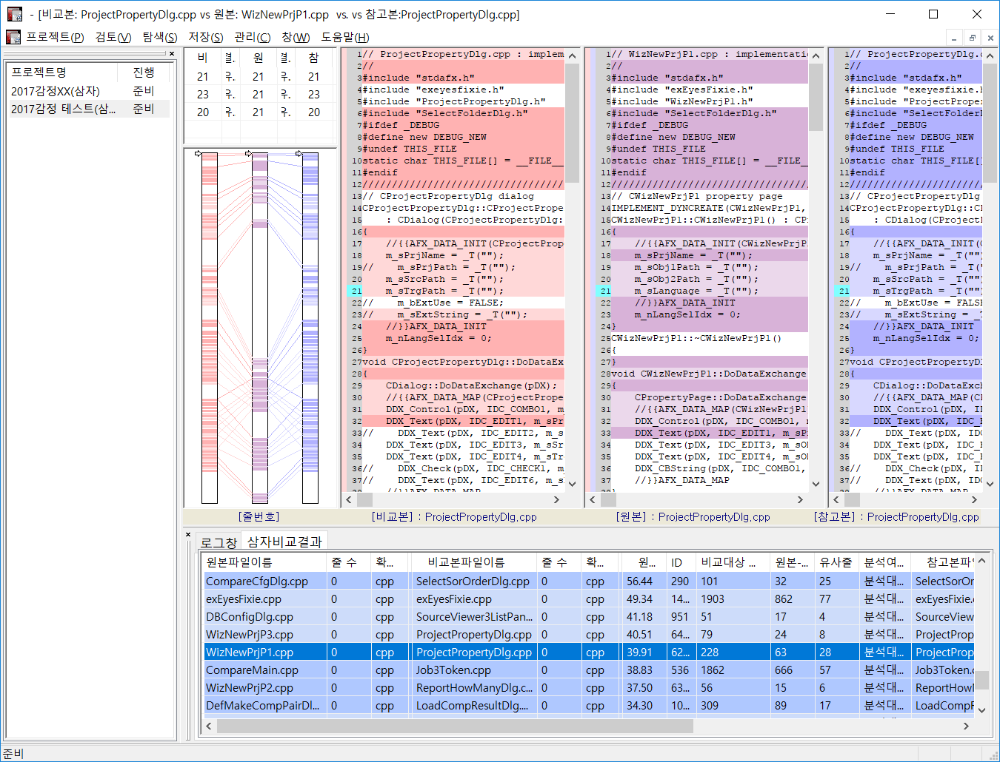 - [비교본: ProjectPropertyDlg.cpp vs 원본: WizNewPrjP1.cpp vs. vs 참고본:ProjectPropertyDlg.cpp]
프로젝트(P) 검토(V) 탐색(S) 저장(S) 관리(C) 창(W) 도움말(H)
프로젝트명 진행
2017감정XX(삼자) 준비
2017감정 테스트(삼... 준비
비 결. 원 결. 참
21 유. 21 유. 21
23 유. 21 유. 23
20 유. 21 유. 20
1// ProjectPropertyDlg.cpp : implem
2//
3#include "stdafx.h"
4#include "exeyesfixie.h"
5#include "ProjectPropertyDlg.h"
6#include "SelectFolderDlg.h"
7#ifdef _DEBUG
8#define new DEBUG_NEW
9#undef THIS_FILE
10static char THIS_FILE[] = __FILE__
11#endif
12//////////////////////////////////
13// CProjectPropertyDlg dialog
14CProjectPropertyDlg::CProjectPrope
15    : CDialog(CProjectPropertyDlg:
16{
17    //{{AFX_DATA_INIT(CProjectProp
18    m_sPrjName = _T("");
19//    m_sPrjPath = _T("");
20    m_sSrcPath = _T("");
21    m_sTrgPath = _T("");
22//    m_bExtUse = FALSE;
23//    m_sExtString = _T("");
24    //}}AFX_DATA_INIT
25    m_nLangSelIdx = 0;
26}
27void CProjectPropertyDlg::DoDataEx
28{
29    CDialog::DoDataExchange(pDX);
30    //{{AFX_DATA_MAP(CProjectPrope
31    DDX_Control(pDX, IDC_COMBO1, m
32    DDX_Text(pDX, IDC_EDIT1, m_sPr
33//    DDX_Text(pDX, IDC_EDIT2, m_s
34    DDX_Text(pDX, IDC_EDIT3, m_sSr
35    DDX_Text(pDX, IDC_EDIT4, m_sTr
36//    DDX_Check(pDX, IDC_CHECK1, m_
37//    DDX_Text(pDX, IDC_EDIT6, m_s
38    //}}AFX_DATA_MAP
1// WizNewPrjP1.cpp : implementati
2//
3#include "stdafx.h"
4#include "exEyesFixie.h"
5#include "WizNewPrjP1.h"
6#include "SelectFolderDlg.h"
7#ifdef _DEBUG
8#define new DEBUG_NEW
9#undef THIS_FILE
10static char THIS_FILE[] = __FILE_
11#endif
12/////////////////////////////////
13// CWizNewPrjP1 property page
14IMPLEMENT_DYNCREATE(CWizNewPrjP1,
15CWizNewPrjP1::CWizNewPrjP1() : CP
16{
17    //{{AFX_DATA_INIT(CWizNewPrjP
18    m_sPrjName = _T("");
19    m_sObj1Path = _T("");
20    m_sObj2Path = _T("");
21    m_sLanguage = _T("");
22    //}}AFX_DATA_INIT
23    m_nLangSelIdx = 0;
24}
25CWizNewPrjP1::~CWizNewPrjP1()
26{
27}
28void CWizNewPrjP1::DoDataExchange
29{
30    CPropertyPage::DoDataExchange
31    //{{AFX_DATA_MAP(CWizNewPrjP1
32    DDX_Control(pDX, IDC_COMBO1,
33    DDX_Text(pDX, IDC_EDIT1, m_sP
34    DDX_Text(pDX, IDC_EDIT3, m_sO
35    DDX_Text(pDX, IDC_EDIT4, m_sO
36    DDX_CBString(pDX, IDC_COMBO1,
37    //}}AFX_DATA_MAP
38}
1// ProjectPropertyDlg.
2//
3#include "stdafx.h"
4#include "exeyesfixie.
5#include "ProjectPrope
6#include "SelectFolder
7#ifdef _DEBUG
8#define new DEBUG_NEW
9#undef THIS_FILE
10static char THIS_FILE[
11#endif
12//////////////////////
13// CProjectPropertyDlg
14CProjectPropertyDlg::CP
15    : CDialog(CProject
16{
17    //{{AFX_DATA_INIT(
18    m_sPrjName = _T(""
19//    m_sPrjPath = _T(
20    m_sSrcPath = _T(""
21    m_sTrgPath = _T(""
22//    m_bExtUse = FALS
23//    m_sExtString = _
24    //}}AFX_DATA_INIT
25    m_nLangSelIdx = 0;
26}
27void CProjectPropertyD
28{
29    CDialog::DoDataExc
30    //{{AFX_DATA_MAP(C
31    DDX_Control(pDX, I
32    DDX_Text(pDX, IDC_
33//    DDX_Text(pDX, ID
34    DDX_Text(pDX, IDC_
35    DDX_Text(pDX, IDC_
36//    DDX_Check(pDX, I
37//    DDX_Text(pDX, ID
38    //}}AFX_DATA_MAP
[줄번호] [비교본] : ProjectPropertyDlg.cpp [원본] : ProjectPropertyDlg.cpp [참고본] : ProjectPropertyDlg.cpp
로그창 삼자비교결과
원본파일이름 줄 수 확... 비교본파일이름 줄 수 확... 원... ID 비교대상 ... 원본-... 유사줄 분석여... 참고본파일
CompareCfgDlg.cpp 0 cpp SelectSorOrderDlg.cpp 0 cpp 56.44 290 101 32 25 분석대... SelectSorOr
exEyesFixie.cpp 0 cpp exEyesFixie.cpp 0 cpp 49.34 14... 1903 862 77 분석대... exEyesFixie.
DBConfigDlg.cpp 0 cpp SourceViewer3ListPan... 0 cpp 41.18 951 51 17 4 분석대... SourceView
WizNewPrjP3.cpp 0 cpp ProjectPropertyDlg.cpp 0 cpp 40.51 64... 79 24 8 분석대... ProjectProp
WizNewPrjP1.cpp 0 cpp ProjectPropertyDlg.cpp 0 cpp 39.91 62... 228 63 28 분석대... ProjectProp
CompareMain.cpp 0 cpp Job3Token.cpp 0 cpp 38.83 536 1862 666 57 분석대... Job3Token.
WizNewPrjP2.cpp 0 cpp ReportHowManyDlg.c... 0 cpp 37.50 63... 56 15 6 분석대... ReportHowl
DefMakeCompPairDl... 0 cpp LoadCompResultDlg.... 0 cpp 34.30 10... 309 89 17 분석대... LoadCompF
준비